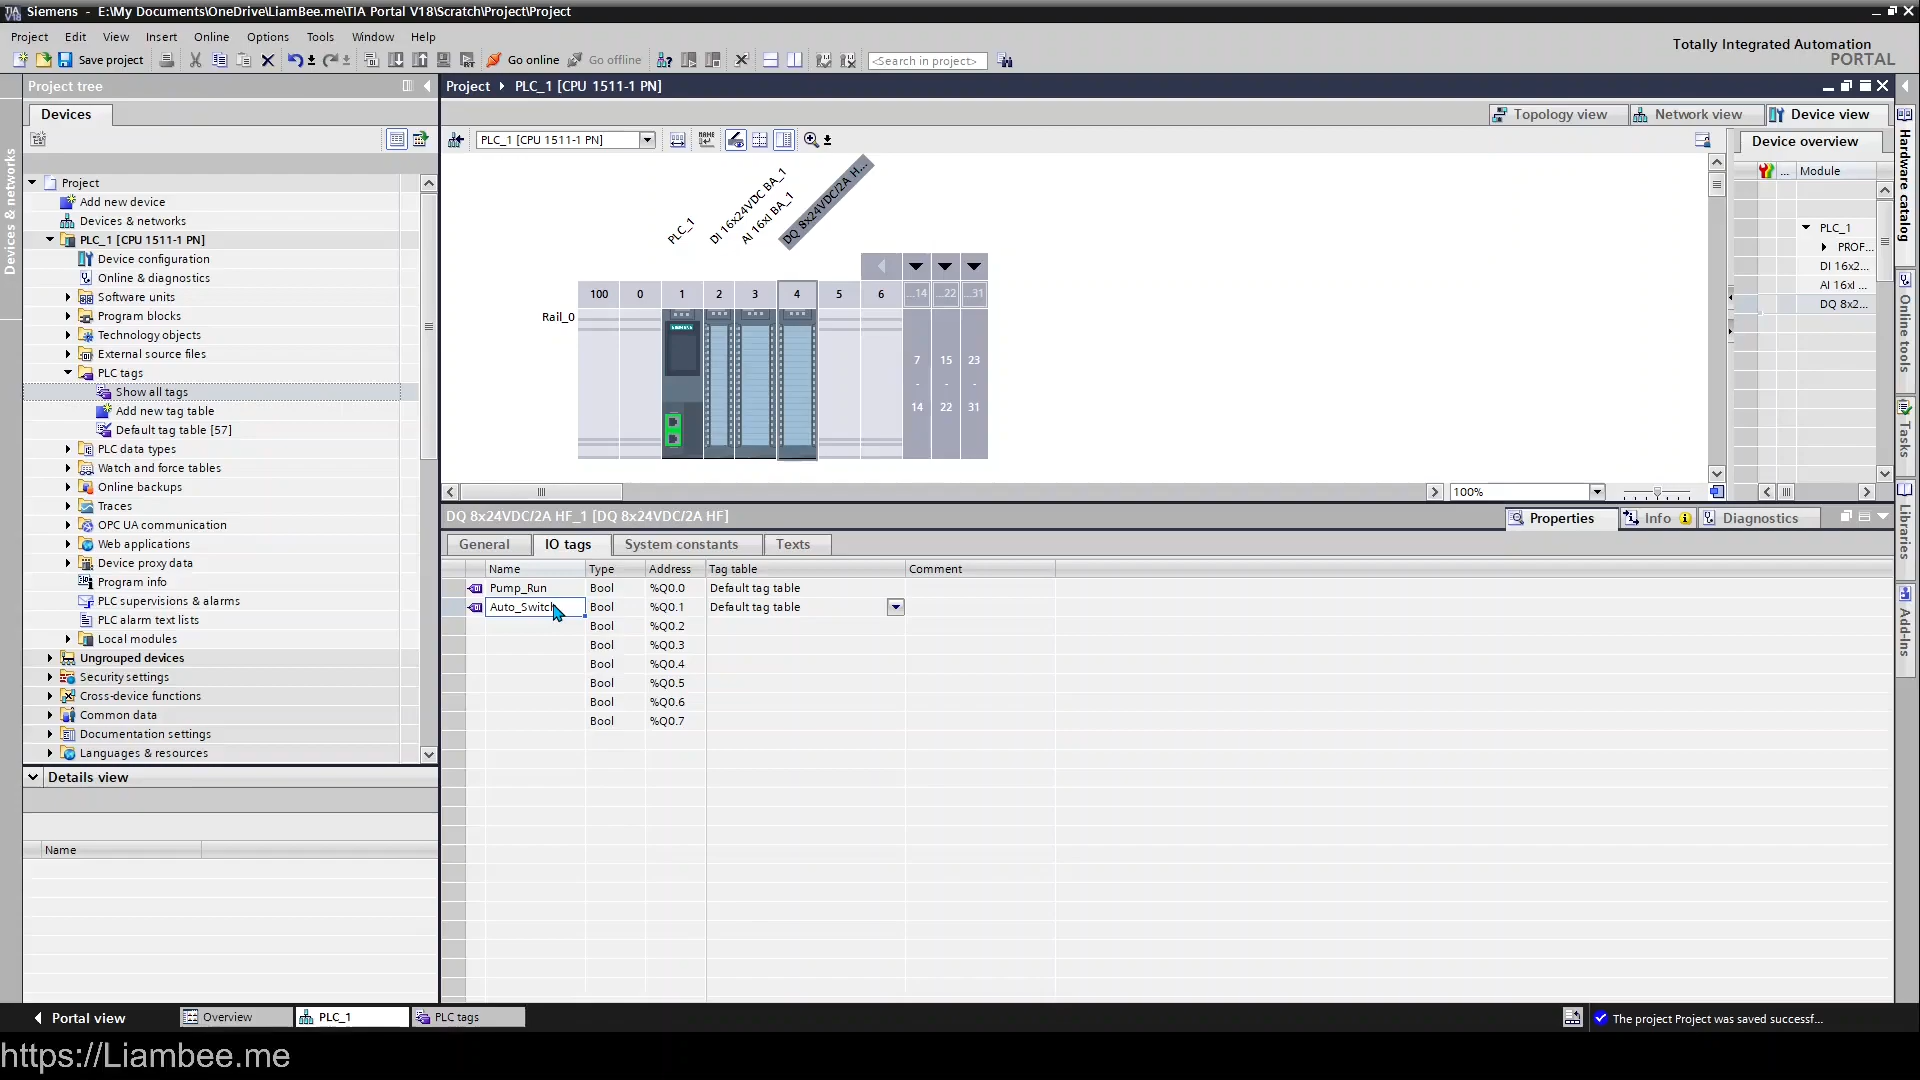 Siemens - E:\My Documents\OneDrive\LiamBee.me\TIA Portal V18\Scratch\Project\Project
Project Edit View Insert Online Options Tools Window Help
Totally Integrated Automation
PORTAL
Save project
Go online
Go offline
<Search in project>
Project tree
Project PLC_1 [CPU 1511-1 PN]
Devices
Topology view
Network view
Device view
PLC_1 [CPU 1511-1 PN]
Device overview
... Module
PLC_1
PROF...
DI 16x2...
AI 16xI ...
DQ 8x2...
Devices & networks
Project
Add new device
Devices & networks
PLC_1 [CPU 1511-1 PN]
Device configuration
Online & diagnostics
Software units
Program blocks
Technology objects
External source files
PLC tags
Show all tags
Add new tag table
Default tag table [57]
PLC data types
Watch and force tables
Online backups
Traces
OPC UA communication
Web applications
Device proxy data
Program info
PLC supervisions & alarms
PLC alarm text lists
Local modules
Ungrouped devices
Security settings
Cross-device functions
Common data
Documentation settings
Languages & resources
PLC_1
DI 16x24VDC BA_1
AI 16xI BA_1
DQ 8x24VDC/2A H...
100 0 1 2 3 4 5 6 ...14 ...22 ...31
Rail_0
SIEMENS
7 15 23
- - -
14 22 31
100%
DQ 8x24VDC/2A HF_1 [DQ 8x24VDC/2A HF]
Properties
Info
Diagnostics
General
IO tags
System constants
Texts
Name Type Address Tag table Comment
Pump_Run Bool %Q0.0 Default tag table
Auto_Switch Bool %Q0.1 Default tag table
Bool %Q0.2
Bool %Q0.3
Bool %Q0.4
Bool %Q0.5
Bool %Q0.6
Bool %Q0.7
Hardware catalog
Online tools
Tasks
Libraries
Add-Ins
Details view
Name
Portal view
Overview
PLC_1
PLC tags
The project Project was saved successf...
https://Liambee.me